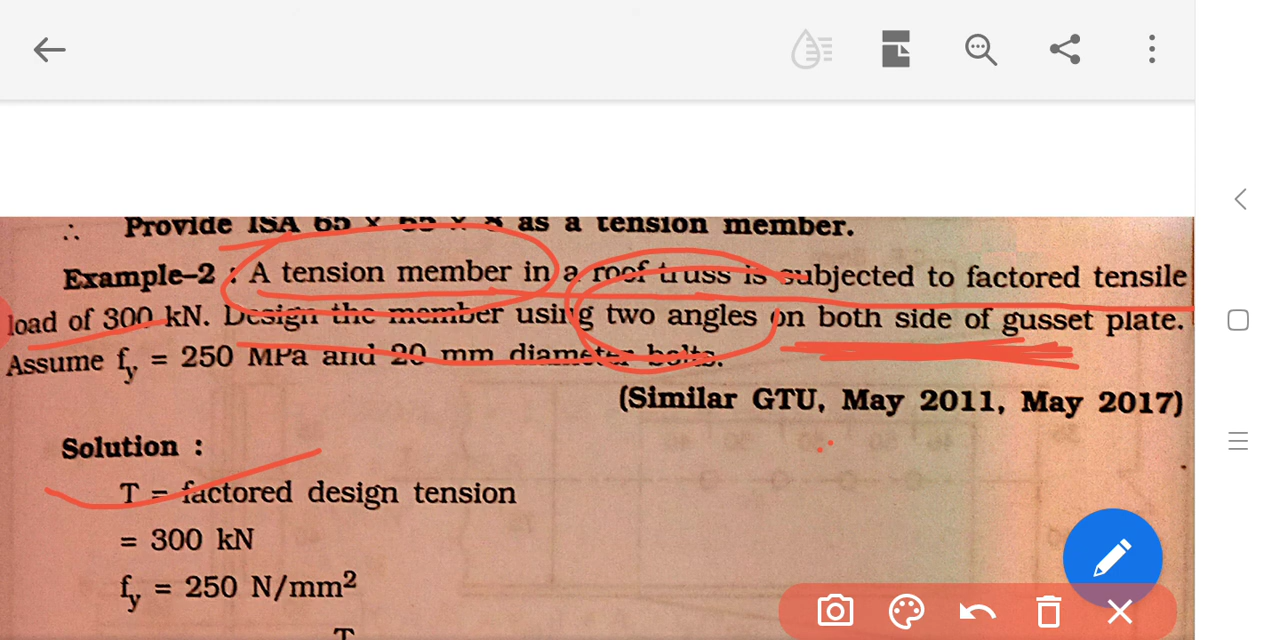 ∴ Provide ISA 65 × 65 × 8 as a tension member.
Example–2 : A tension member in a roof truss is subjected to factored tensile
load of 300 kN. Design the member using two angles on both side of gusset plate.
Assume fy = 250 MPa and 20 mm diameter bolts.
(Similar GTU, May 2011, May 2017)
Solution :
T = factored design tension
= 300 kN
fy = 250 N/mm²
T